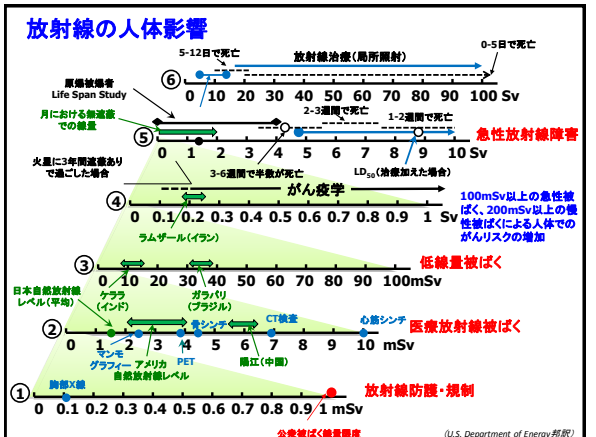 放射線の人体影響
5-12日で死亡
放射線治療(局所照射)
0-5日で死亡
⑥
0 10 20 30 40 50 60 70 80 90 100 Sv
原爆被爆者
Life Span Study
月における無遮蔽
での線量
2-3週間で死亡
1-2週間で死亡
⑤
0 1 2 3 4 5 6 7 8 9 10 Sv
急性放射線障害
火星に3年間遮蔽あり
で過ごした場合
3-6週間で半数が死亡
LD50(治療加えた場合)
がん疫学
④
0 0.1 0.2 0.3 0.4 0.5 0.6 0.7 0.8 0.9 1 Sv
ラムザール(イラン)
100mSv以上の急性被
ばく、200mSv以上の慢
性被ばくによる人体での
がんリスクの増加
③
0 10 20 30 40 50 60 70 80 90 100mSv
低線量被ばく
日本自然放射線
レベル(平均)
ケララ
(インド)
ガラパリ
(ブラジル)
骨シンチ
CT検査
心筋シンチ
②
0 1 2 3 4 5 6 7 8 9 10 mSv
医療放射線被ばく
マンモ
グラフィー
アメリカ
自然放射線レベル
PET
陽江(中国)
胸部X線
放射線防護・規制
①
0 0.1 0.2 0.3 0.4 0.5 0.6 0.7 0.8 0.9 1 mSv
公衆被ばく線量限度
(U.S. Department of Energy邦訳)